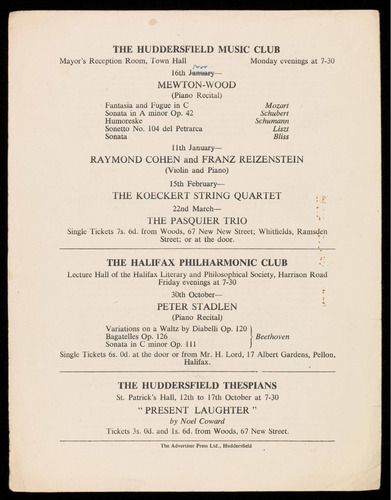 THE HUDDERSFIELD MUSIC CLUB
Mayor's Reception Room, Town Hall Monday evenings at 7-30
Nov
16th January—
MEWTON-WOOD
(Piano Recital)
Fantasia and Fugue in C Mozart
Sonata in A minor Op. 42 Schubert
Humoreske Schumann
Sonetto No. 104 del Petrarca Liszt
Sonata Bliss
11th January—
RAYMOND COHEN and FRANZ REIZENSTEIN
(Violin and Piano)
15th February—
THE KOECKERT STRING QUARTET
22nd March—
THE PASQUIER TRIO
Single Tickets 7s. 6d. from Woods, 67 New New Street; Whitfields, Ramsden
Street; or at the door.
THE HALIFAX PHILHARMONIC CLUB
Lecture Hall of the Halifax Literary and Philosophical Society, Harrison Road
Friday evenings at 7-30
30th October—
PETER STADLEN
(Piano Recital)
Variations on a Waltz by Diabelli Op. 120
Bagatelles Op. 126 Beethoven
Sonata in C minor Op. 111
Single Tickets 6s. 0d. at the door or from Mr. H. Lord, 17 Albert Gardens, Pellon,
Halifax.
THE HUDDERSFIELD THESPIANS
St. Patrick's Hall, 12th to 17th October at 7-30
"PRESENT LAUGHTER"
by Noel Coward
Tickets 3s. 0d. and 1s. 6d. from Woods, 67 New Street.
The Advertiser Press Ltd., Huddersfield